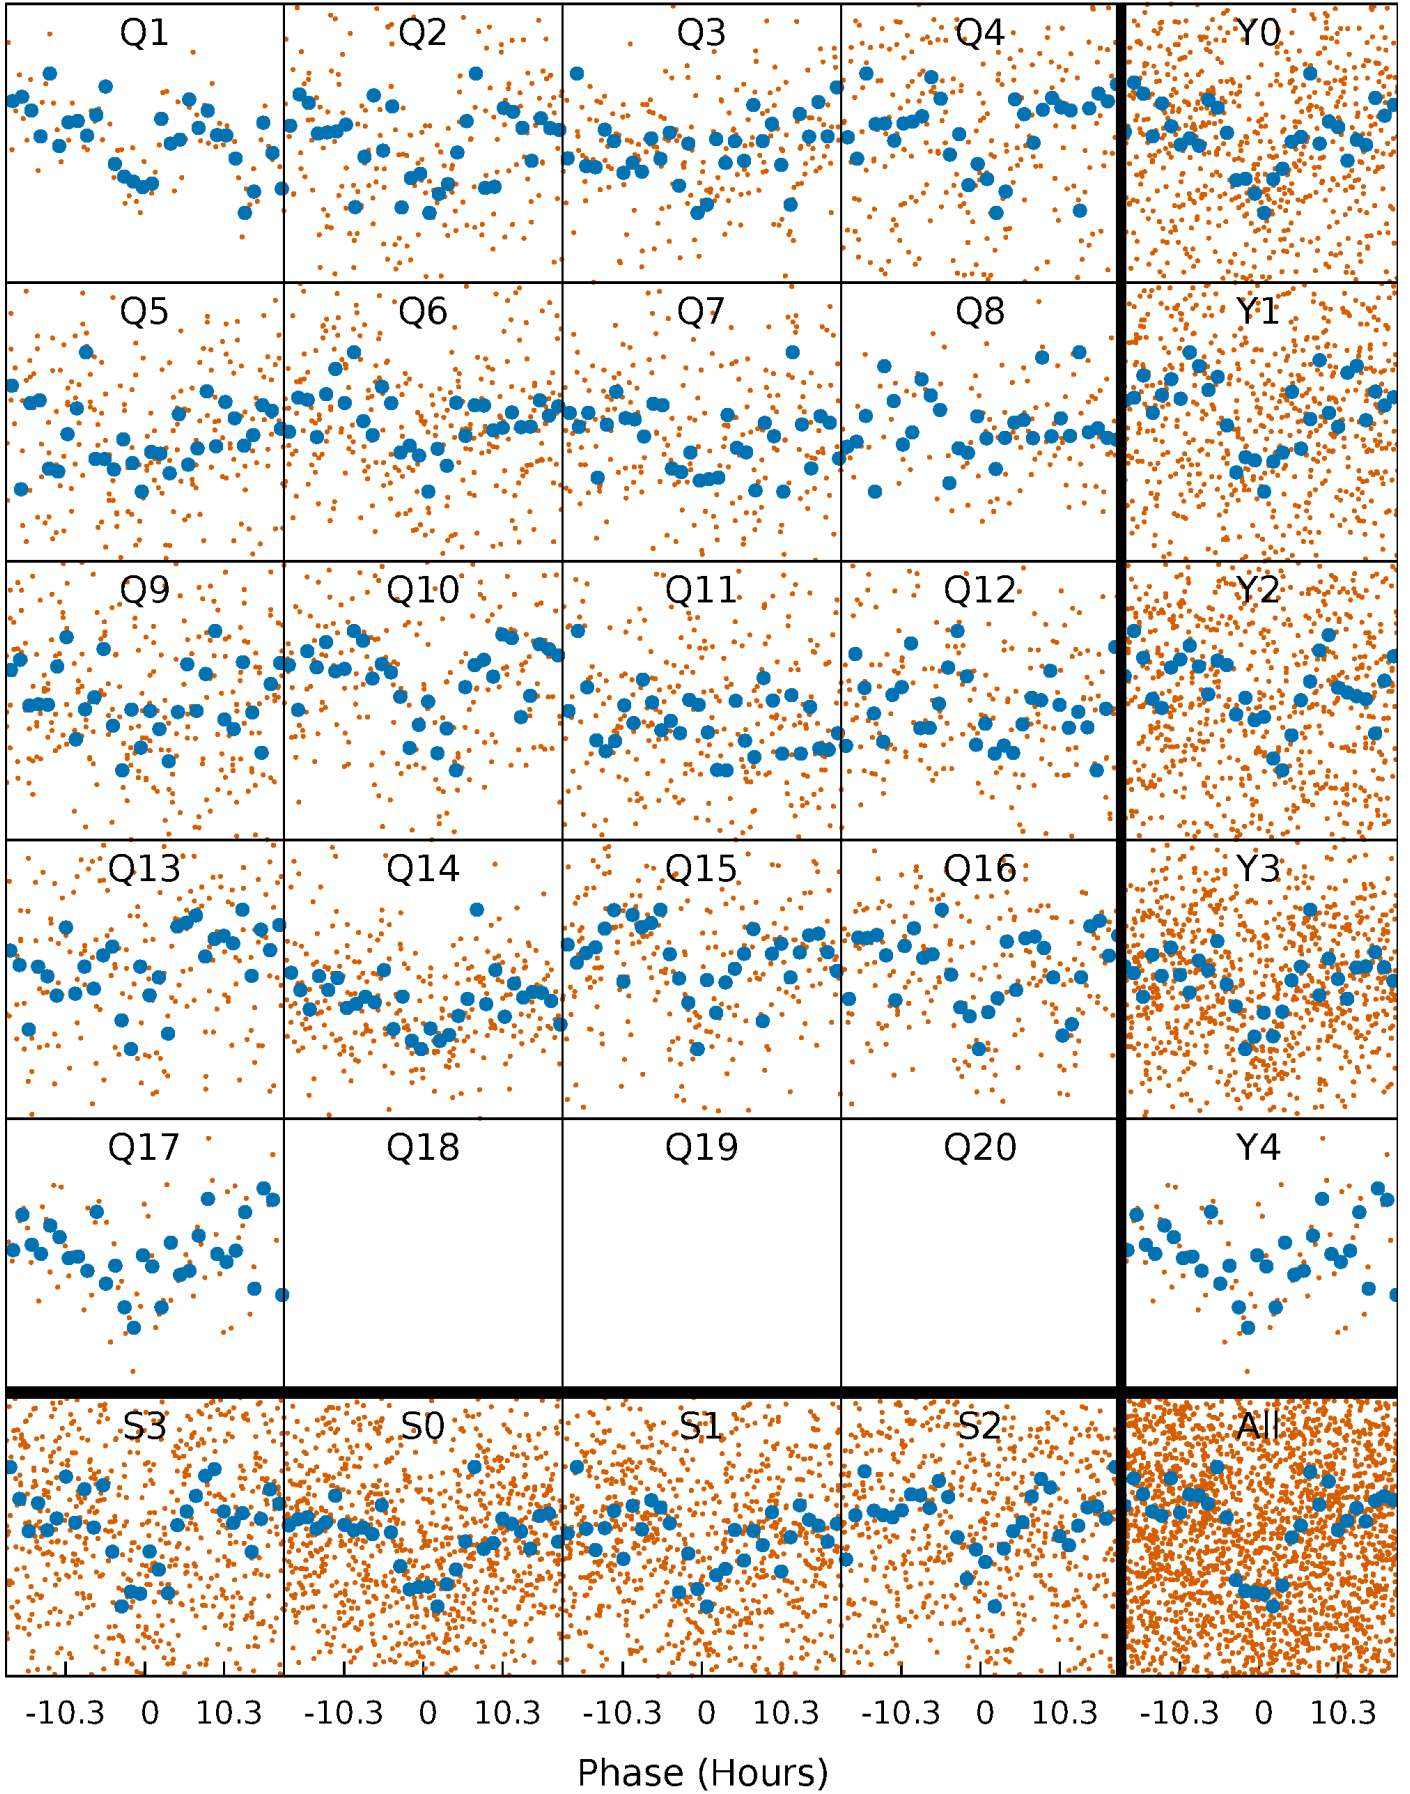 Q1 Q2 Q3 Q4 Y0
Q5 Q6 Q7 Q8 Y1
Q9 Q10 Q11 Q12 Y2
Q13 Q14 Q15 Q16 Y3
Q17 Q18 Q19 Q20 Y4
S3 S0 S1 S2 All
-10.3 0 10.3 -10.3 0 10.3 -10.3 0 10.3 -10.3 0 10.3 -10.3 0 10.3
Phase (Hours)